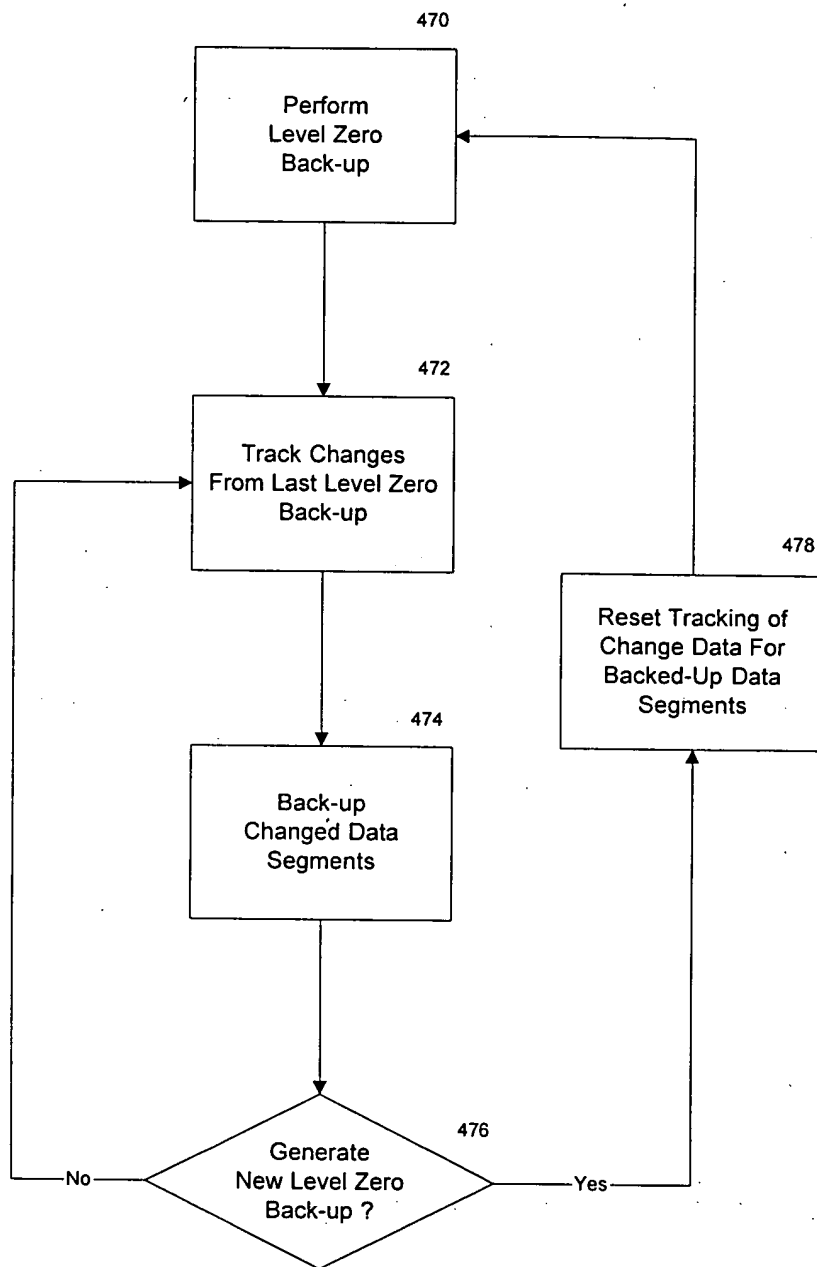 470
Perform
Level Zero
Back-up
472
Track Changes
From Last Level Zero
Back-up
478
Reset Tracking of
Change Data For
Backed-Up Data
Segments
474
Back-up
Changed Data
Segments
476
Generate
New Level Zero
Back-up ?
No
Yes